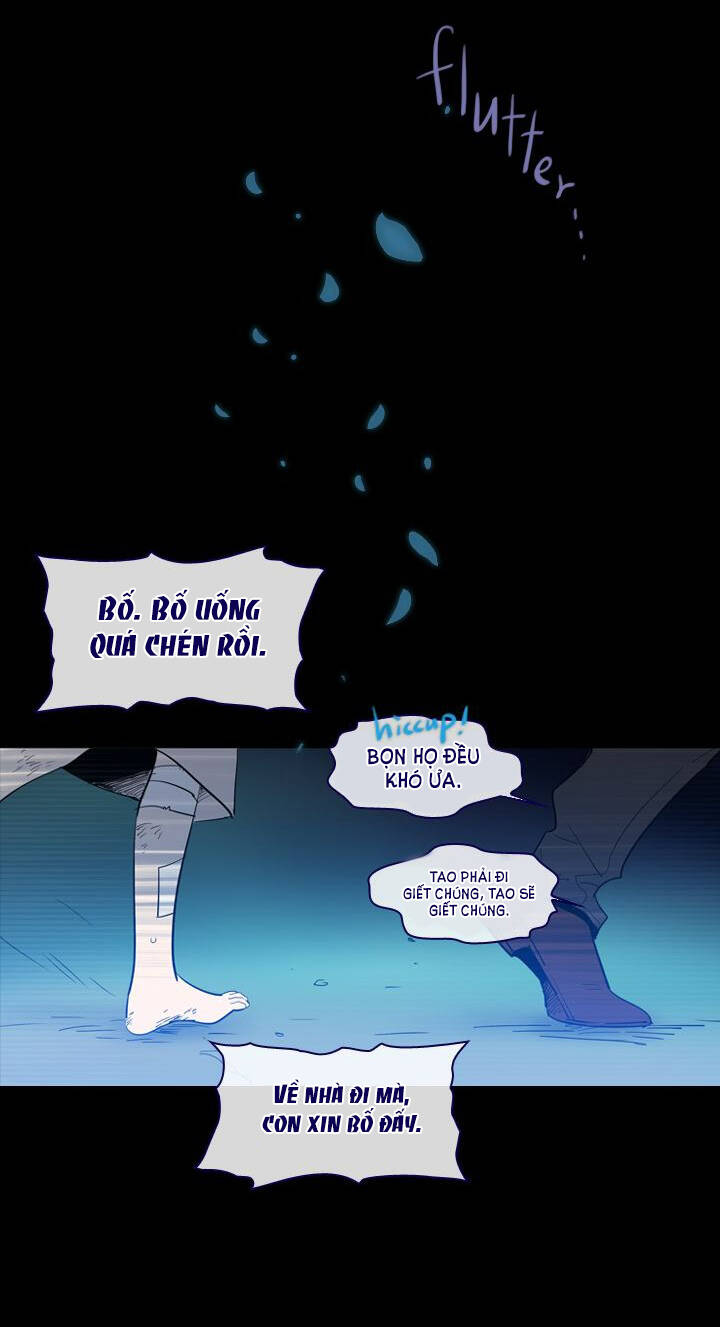 flutter...
BỐ. BỐ UỐNG
QUÁ CHÉN RỒI.
hiccup!
BỌN HỌ ĐỀU
KHÓ ƯA.
TAO PHẢI ĐI
GIẾT CHÚNG, TAO SẼ
GIẾT CHÚNG.
VỀ NHÀ ĐI MÀ,
CON XIN BỐ ĐẤY.